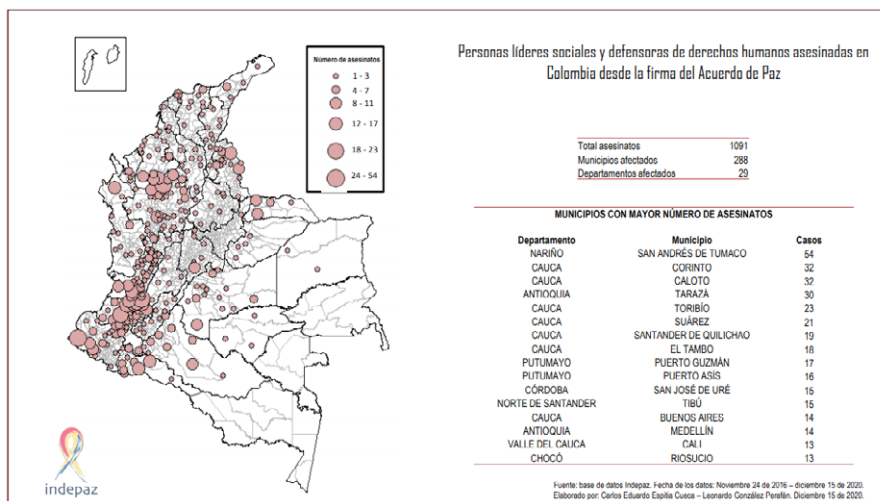 Número de asesinatos
1 - 3
4 - 7
8 - 11
12 - 17
18 - 23
24 - 54
indepaz
Personas líderes sociales y defensoras de derechos humanos asesinadas en
Colombia desde la firma del Acuerdo de Paz
Total asesinatos 1091
Municipios afectados 288
Departamentos afectados 29
MUNICIPIOS CON MAYOR NÚMERO DE ASESINATOS
Departamento Municipio Casos
NARIÑO SAN ANDRÉS DE TUMACO 54
CAUCA CORINTO 32
CAUCA CALOTO 32
ANTIOQUIA TARAZÁ 30
CAUCA TORIBÍO 23
CAUCA SUÁREZ 21
CAUCA SANTANDER DE QUILICHAO 19
CAUCA EL TAMBO 18
PUTUMAYO PUERTO GUZMÁN 17
PUTUMAYO PUERTO ASÍS 16
CÓRDOBA SAN JOSÉ DE URÉ 15
NORTE DE SANTANDER TIBÚ 15
CAUCA BUENOS AIRES 14
ANTIOQUIA MEDELLÍN 14
VALLE DEL CAUCA CALI 13
CHOCÓ RIOSUCIO 13
Fuente: base de datos Indepaz. Fecha de los datos: Noviembre 24 de 2016 – diciembre 15 de 2020.
Elaborado por: Carlos Eduardo Espitia Cueca – Leonardo González Perafán. Diciembre 15 de 2020.